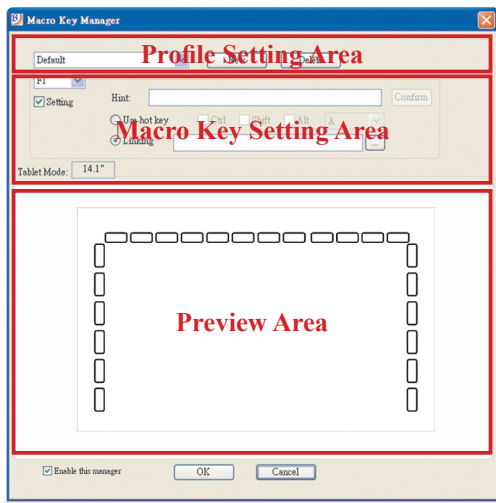 Macro Key Manager
Default
Profile Setting Area
F1
Setting
Hint:
Confirm
Use hot key Ctrl Shift Alt A
Macro Key Setting Area
Linking ...
Tablet Mode: 14.1"
Preview Area
Enable this manager OK Cancel